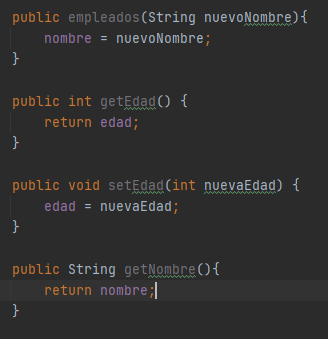 public empleados(String nuevoNombre){
nombre = nuevoNombre;
}
public int getEdad() {
return edad;
}
public void setEdad(int nuevaEdad) {
edad = nuevaEdad;
}
public String getNombre(){
return nombre;
}